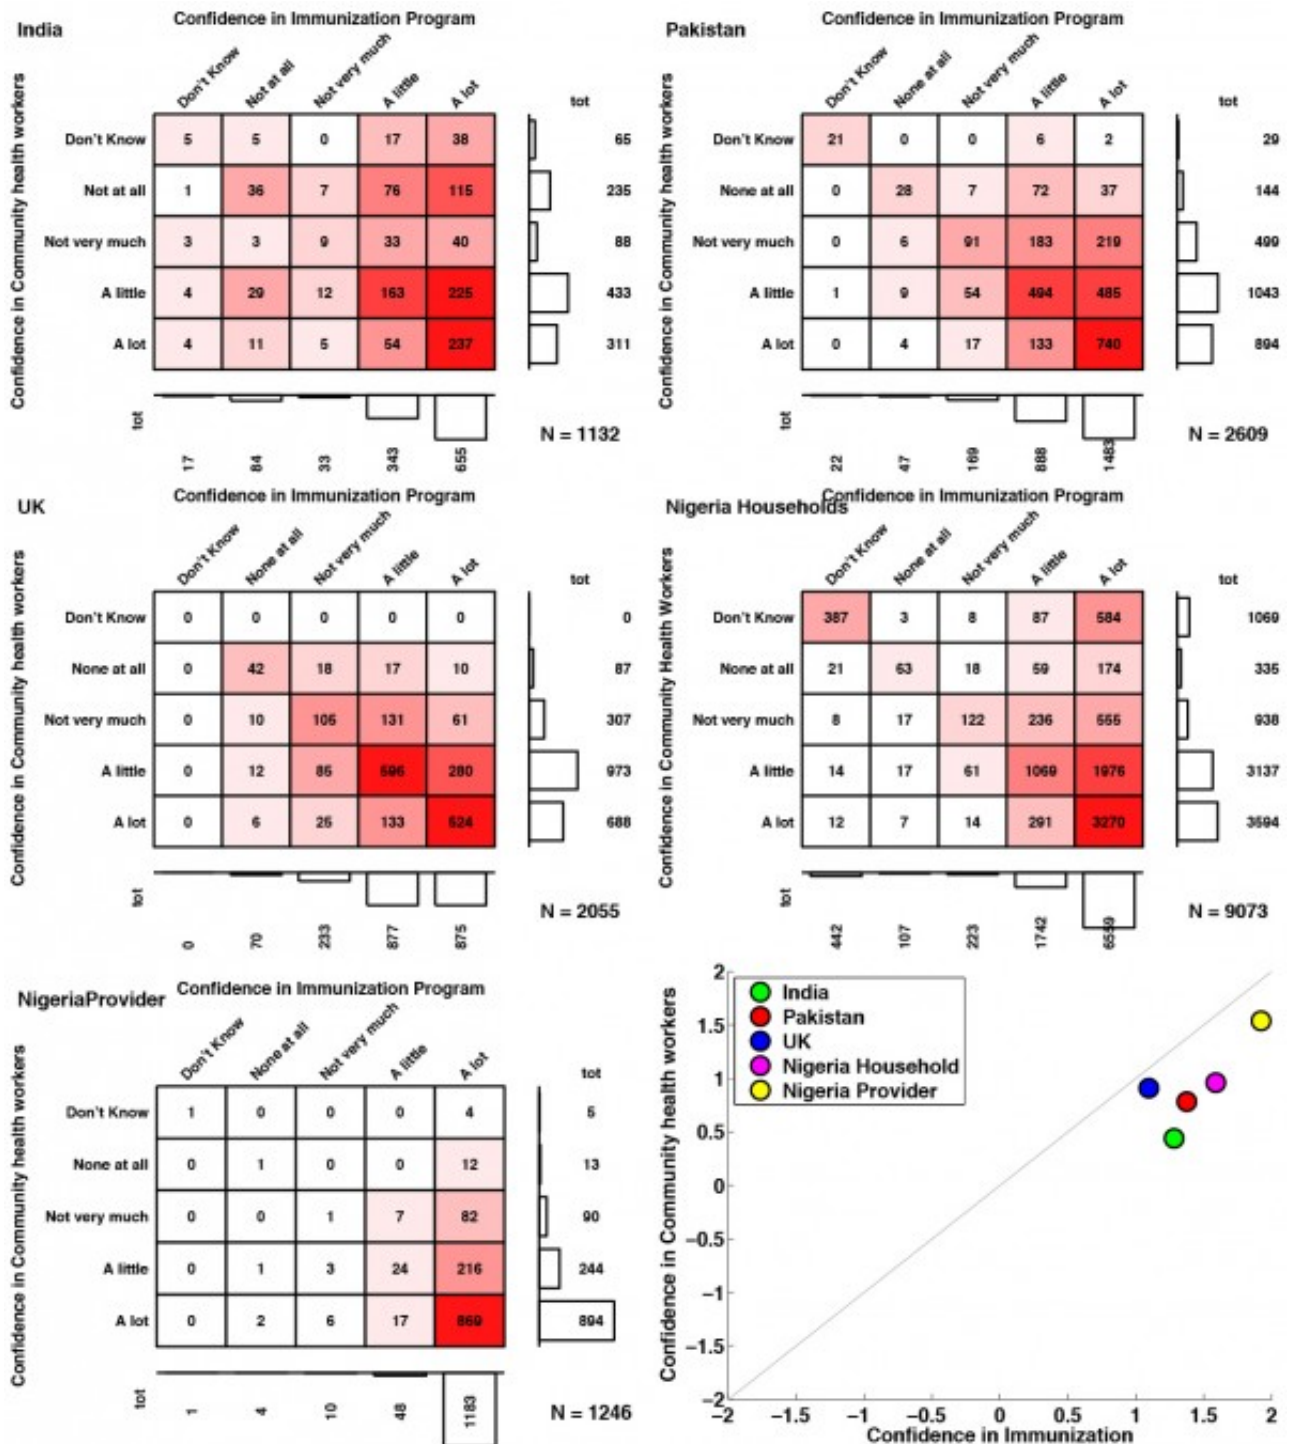 India
Confidence in Immunization Program
Confidence in Community health workers
Don't Know Not at all Not very much A little A lot
tot
Don't Know 5 5 0 17 38 65
Not at all 1 36 7 76 115 235
Not very much 3 3 9 33 40 88
A little 4 29 12 163 225 433
A lot 4 11 5 54 237 311
tot 17 84 33 343 655
N = 1132
Pakistan
Confidence in Immunization Program
Confidence in Community health workers
Don't Know None at all Not very much A little A lot
tot
Don't Know 21 0 0 6 2 29
None at all 0 28 7 72 37 144
Not very much 0 6 91 183 219 499
A little 1 9 54 494 485 1043
A lot 0 4 17 133 740 894
tot 22 47 169 888 1483
N = 2609
UK
Confidence in Immunization Program
Confidence in Community health workers
Don't Know None at all Not very much A little A lot
tot
Don't Know 0 0 0 0 0 0
None at all 0 42 18 17 10 87
Not very much 0 10 105 131 61 307
A little 0 12 85 596 280 973
A lot 0 6 25 133 524 688
tot 0 70 233 877 875
N = 2055
Nigeria Households
Confidence in Immunization Program
Confidence in Community Health Workers
Don't Know None at all Not very much A little A lot
tot
Don't Know 387 3 8 87 584 1069
None at all 21 63 18 59 174 335
Not very much 8 17 122 236 555 938
A little 14 17 61 1069 1976 3137
A lot 12 7 14 291 3270 3594
tot 442 107 223 1742 6559
N = 9073
NigeriaProvider
Confidence in Immunization Program
Confidence in Community health workers
Don't Know None at all Not very much A little A lot
tot
Don't Know 1 0 0 0 4 5
None at all 0 1 0 0 12 13
Not very much 0 0 1 7 82 90
A little 0 1 3 24 216 244
A lot 0 2 6 17 869 894
tot 1 4 10 48 1183
N = 1246
Confidence in Community health workers
2
1.5
1
0.5
0
−0.5
−1
−1.5
−2
India
Pakistan
UK
Nigeria Household
Nigeria Provider
−2 −1.5 −1 −0.5 0 0.5 1 1.5 2
Confidence in Immunization